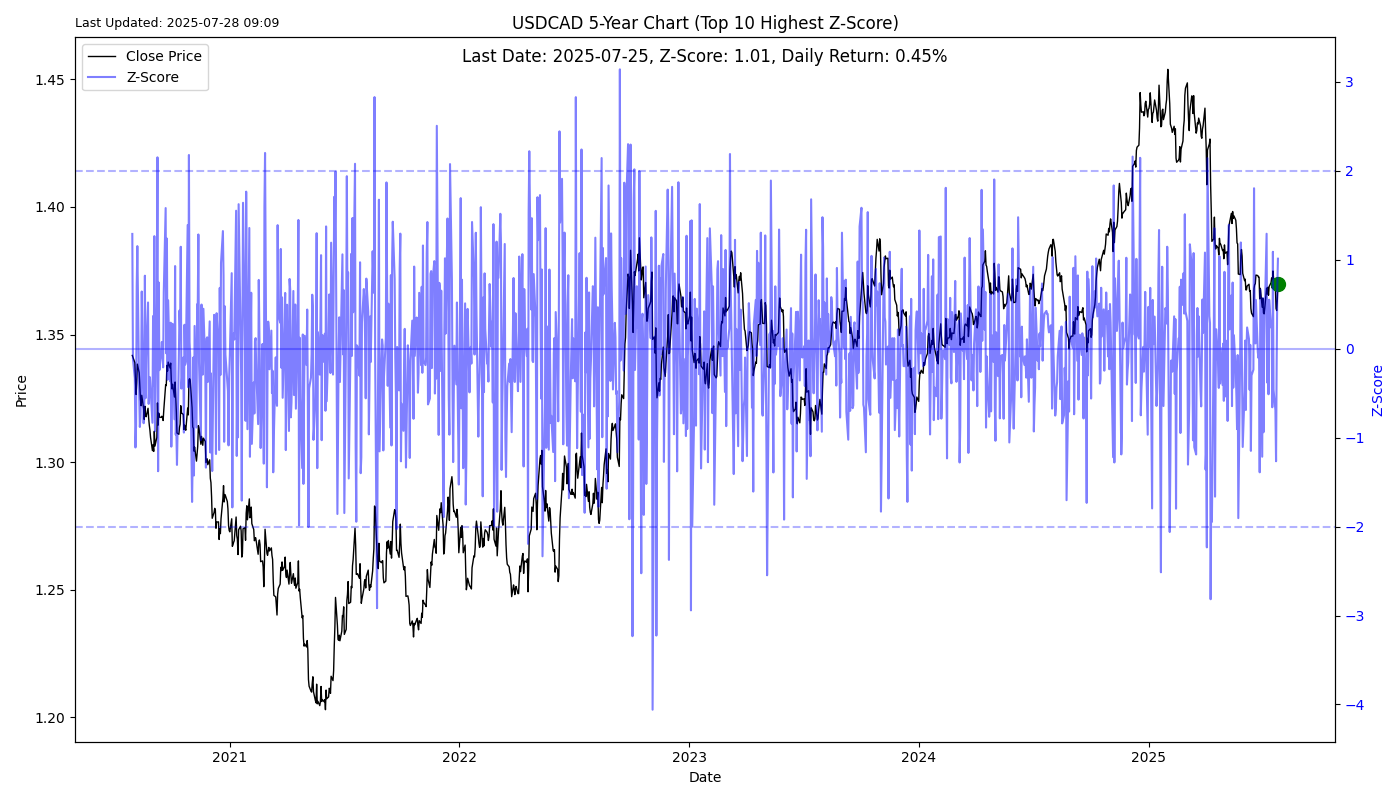 Last Updated: 2025-07-28 09:09
USDCAD 5-Year Chart (Top 10 Highest Z-Score)
Last Date: 2025-07-25, Z-Score: 1.01, Daily Return: 0.45%
Close Price
Z-Score
1.45
1.40
1.35
1.30
1.25
1.20
Price
3
2
1
0
−1
−2
−3
−4
Z-Score
2021
2022
2023
2024
2025
Date